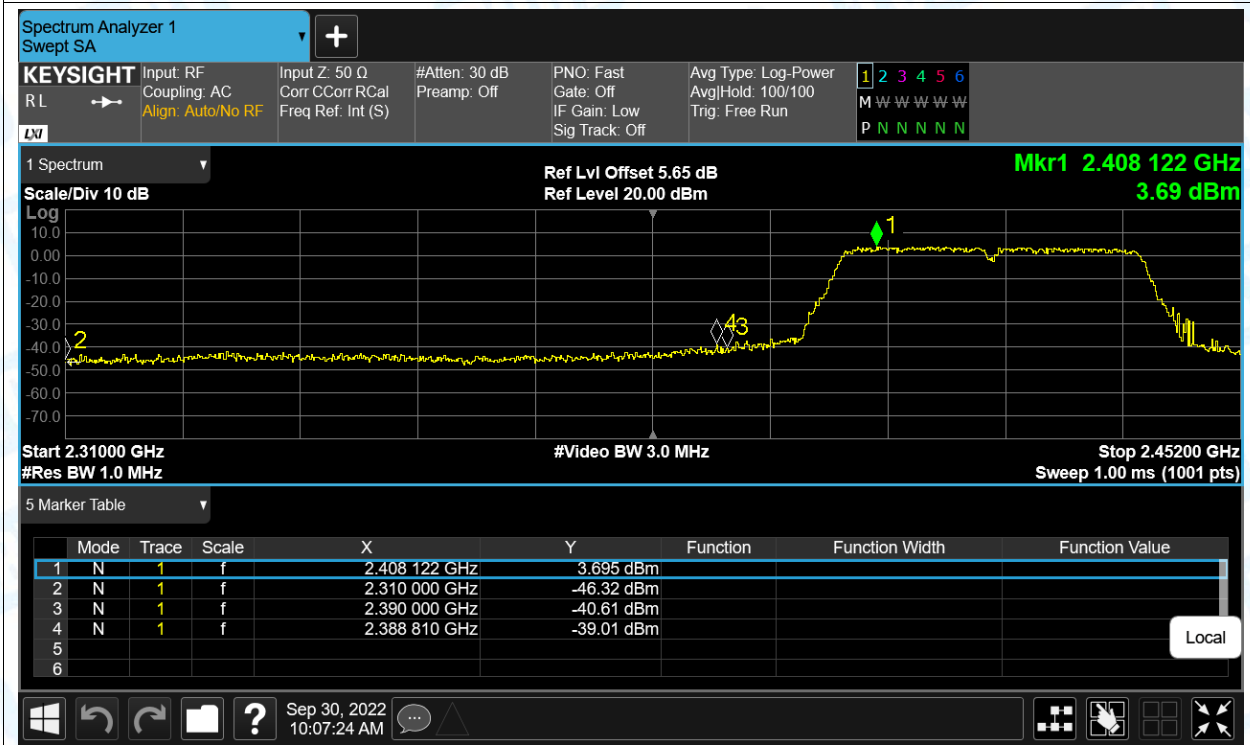 Spectrum Analyzer 1
Swept SA
KEYSIGHT Input: RF Input Z: 50 Ω #Atten: 30 dB PNO: Fast Avg Type: Log-Power 1 2 3 4 5 6
R L Coupling: AC Corr CCorr RCal Preamp: Off Gate: Off Avg|Hold: 100/100 M W W W W W
Align: Auto/No RF Freq Ref: Int (S) IF Gain: Low Trig: Free Run
LXI Sig Track: Off P N N N N N
1 Spectrum Ref Lvl Offset 5.65 dB Mkr1 2.408 122 GHz
Scale/Div 10 dB Ref Level 20.00 dBm 3.69 dBm
Log
1
10.0
0.00
-10.0
-20.0
-30.0
43
2
-40.0
-50.0
-60.0
-70.0
Start 2.31000 GHz #Video BW 3.0 MHz Stop 2.45200 GHz
#Res BW 1.0 MHz Sweep 1.00 ms (1001 pts)
5 Marker Table
Mode Trace Scale X Y Function Function Width Function Value
1 N 1 f 2.408 122 GHz 3.695 dBm
2 N 1 f 2.310 000 GHz -46.32 dBm
3 N 1 f 2.390 000 GHz -40.61 dBm
4 N 1 f 2.388 810 GHz -39.01 dBm
5
6
Local
? Sep 30, 2022
10:07:24 AM